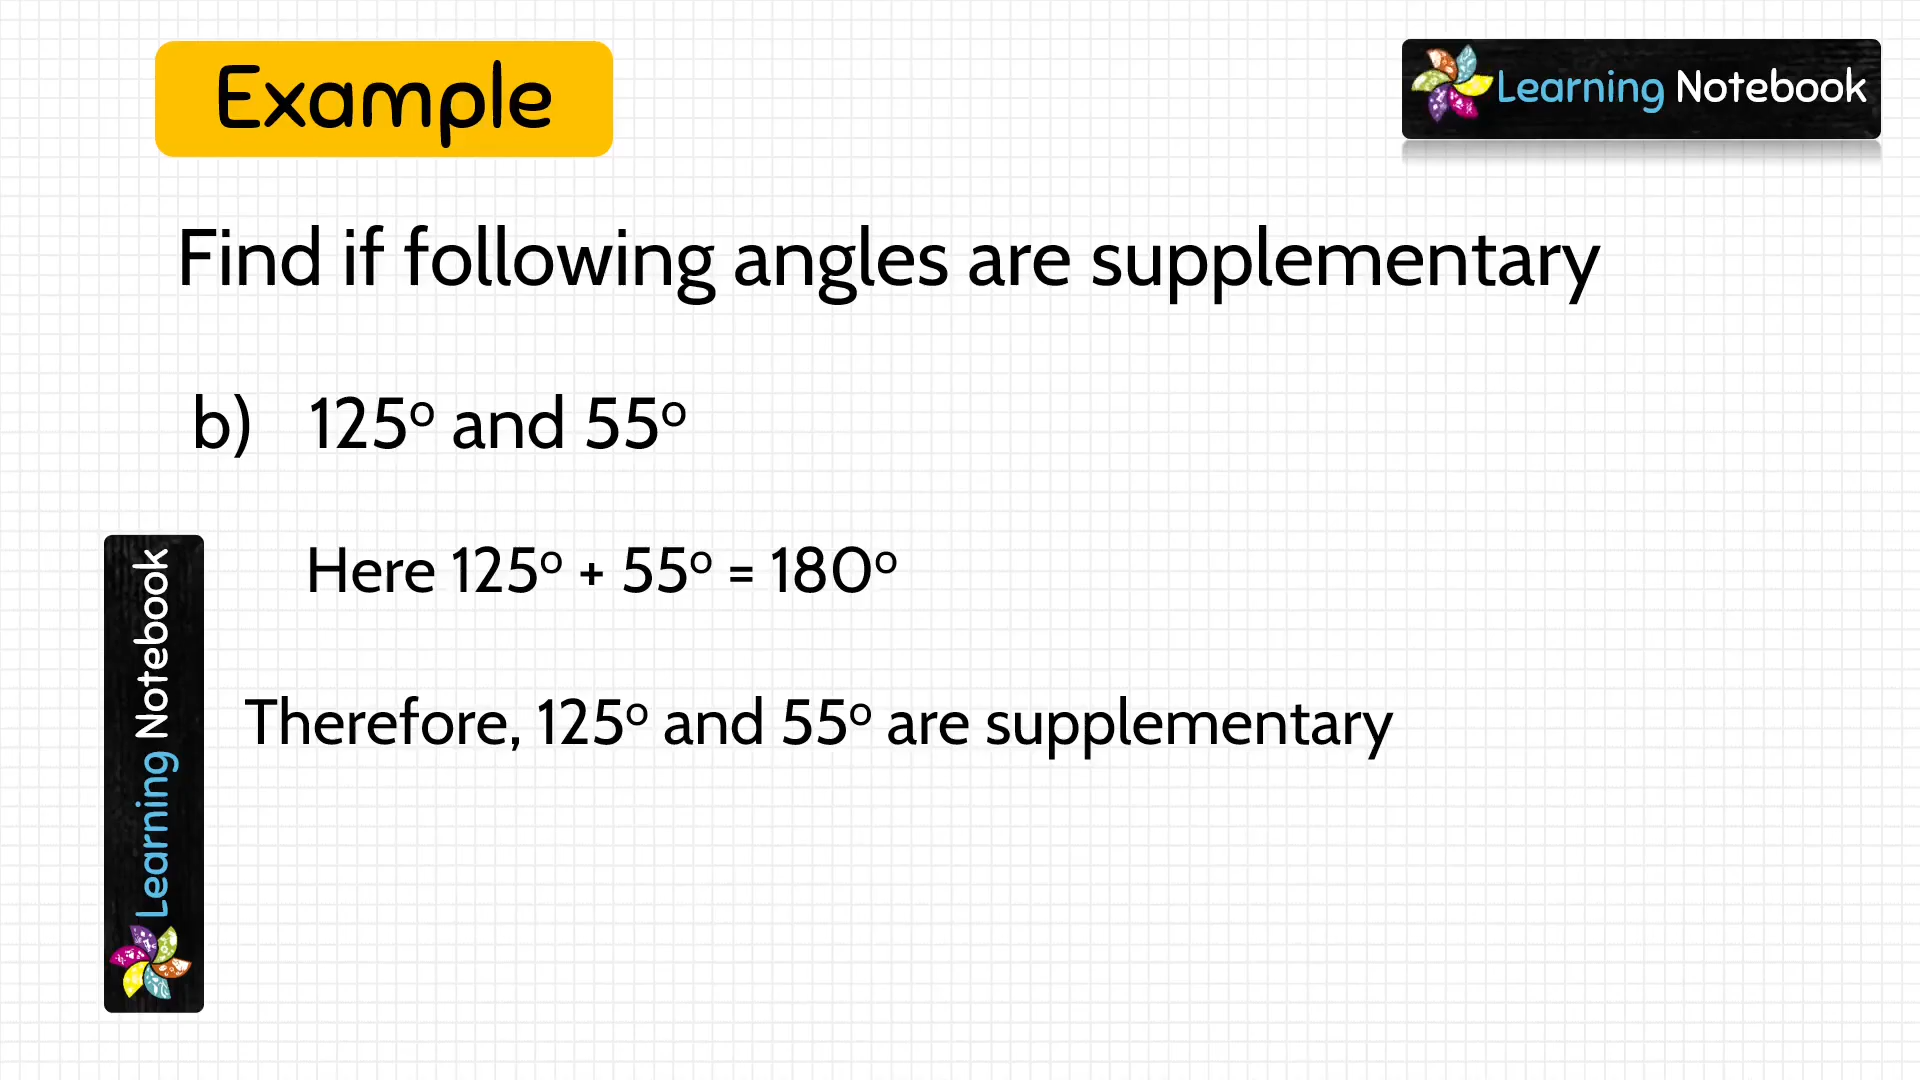 Example
Learning Notebook
Find if following angles are supplementary
b) 125º and 55º
Here 125º + 55º = 180º
Therefore, 125º and 55º are supplementary
Learning Notebook